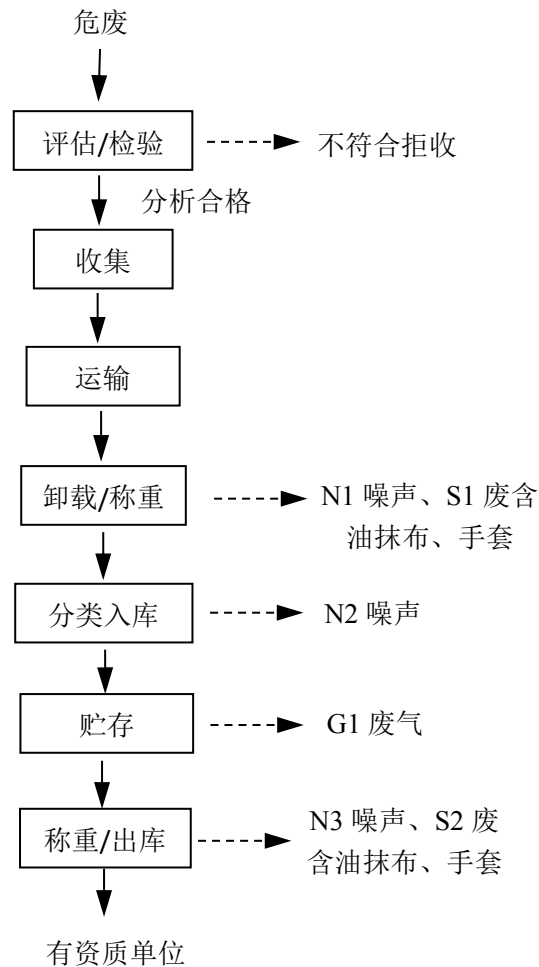 危废
评估/检验
不符合拒收
分析合格
收集
运输
卸载/称重
N1 噪声、S1 废含
油抹布、手套
分类入库
N2 噪声
贮存
G1 废气
称重/出库
N3 噪声、S2 废
含油抹布、手套
有资质单位